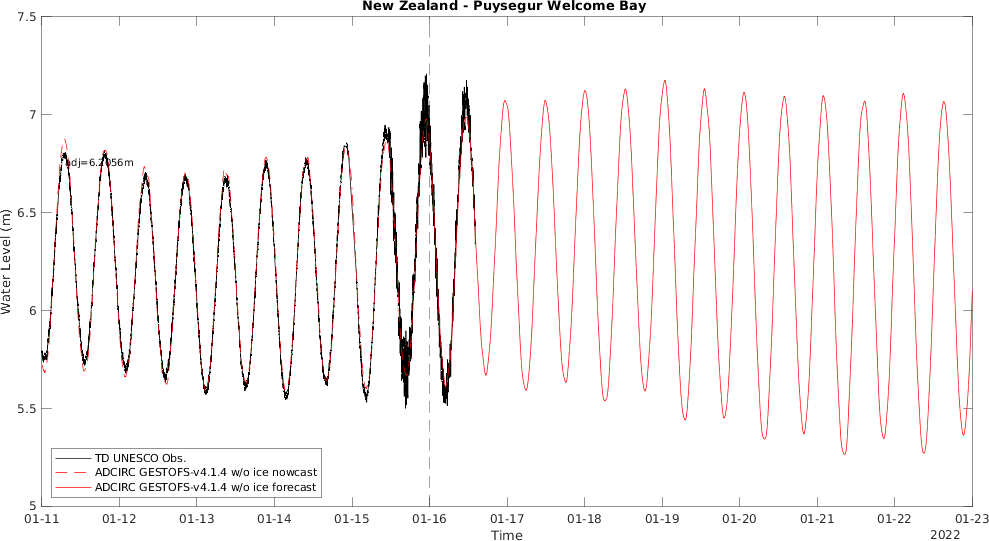 New Zealand - Puysegur Welcome Bay
7.5
7
6.5
6
5.5
5
Water Level (m)
adj=6.2056m
TD UNESCO Obs.
ADCIRC GESTOFS-v4.1.4 w/o ice nowcast
ADCIRC GESTOFS-v4.1.4 w/o ice forecast
01-11 01-12 01-13 01-14 01-15 01-16 01-17 01-18 01-19 01-20 01-21 01-22 01-23
Time
2022